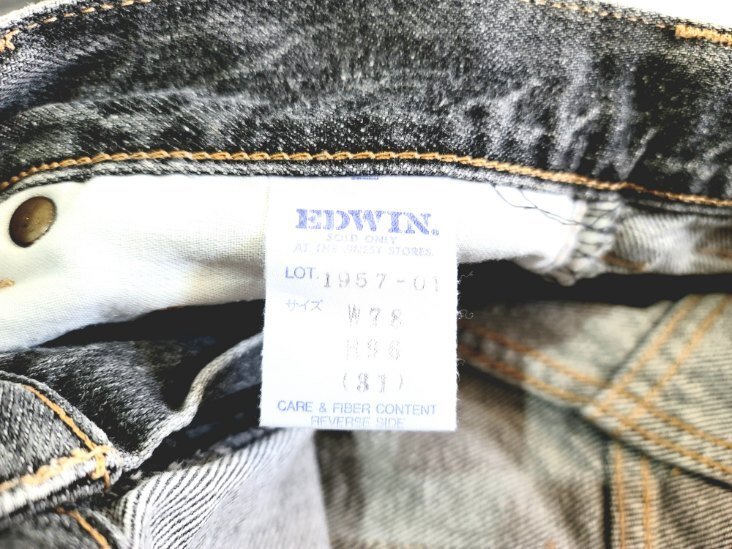 EDWIN.
SOLD ONLY
AT THE FINEST STORES.
LOT. 1957-01
サイズ W78
H96
(31)
CARE & FIBER CONTENT
REVERSE SIDE